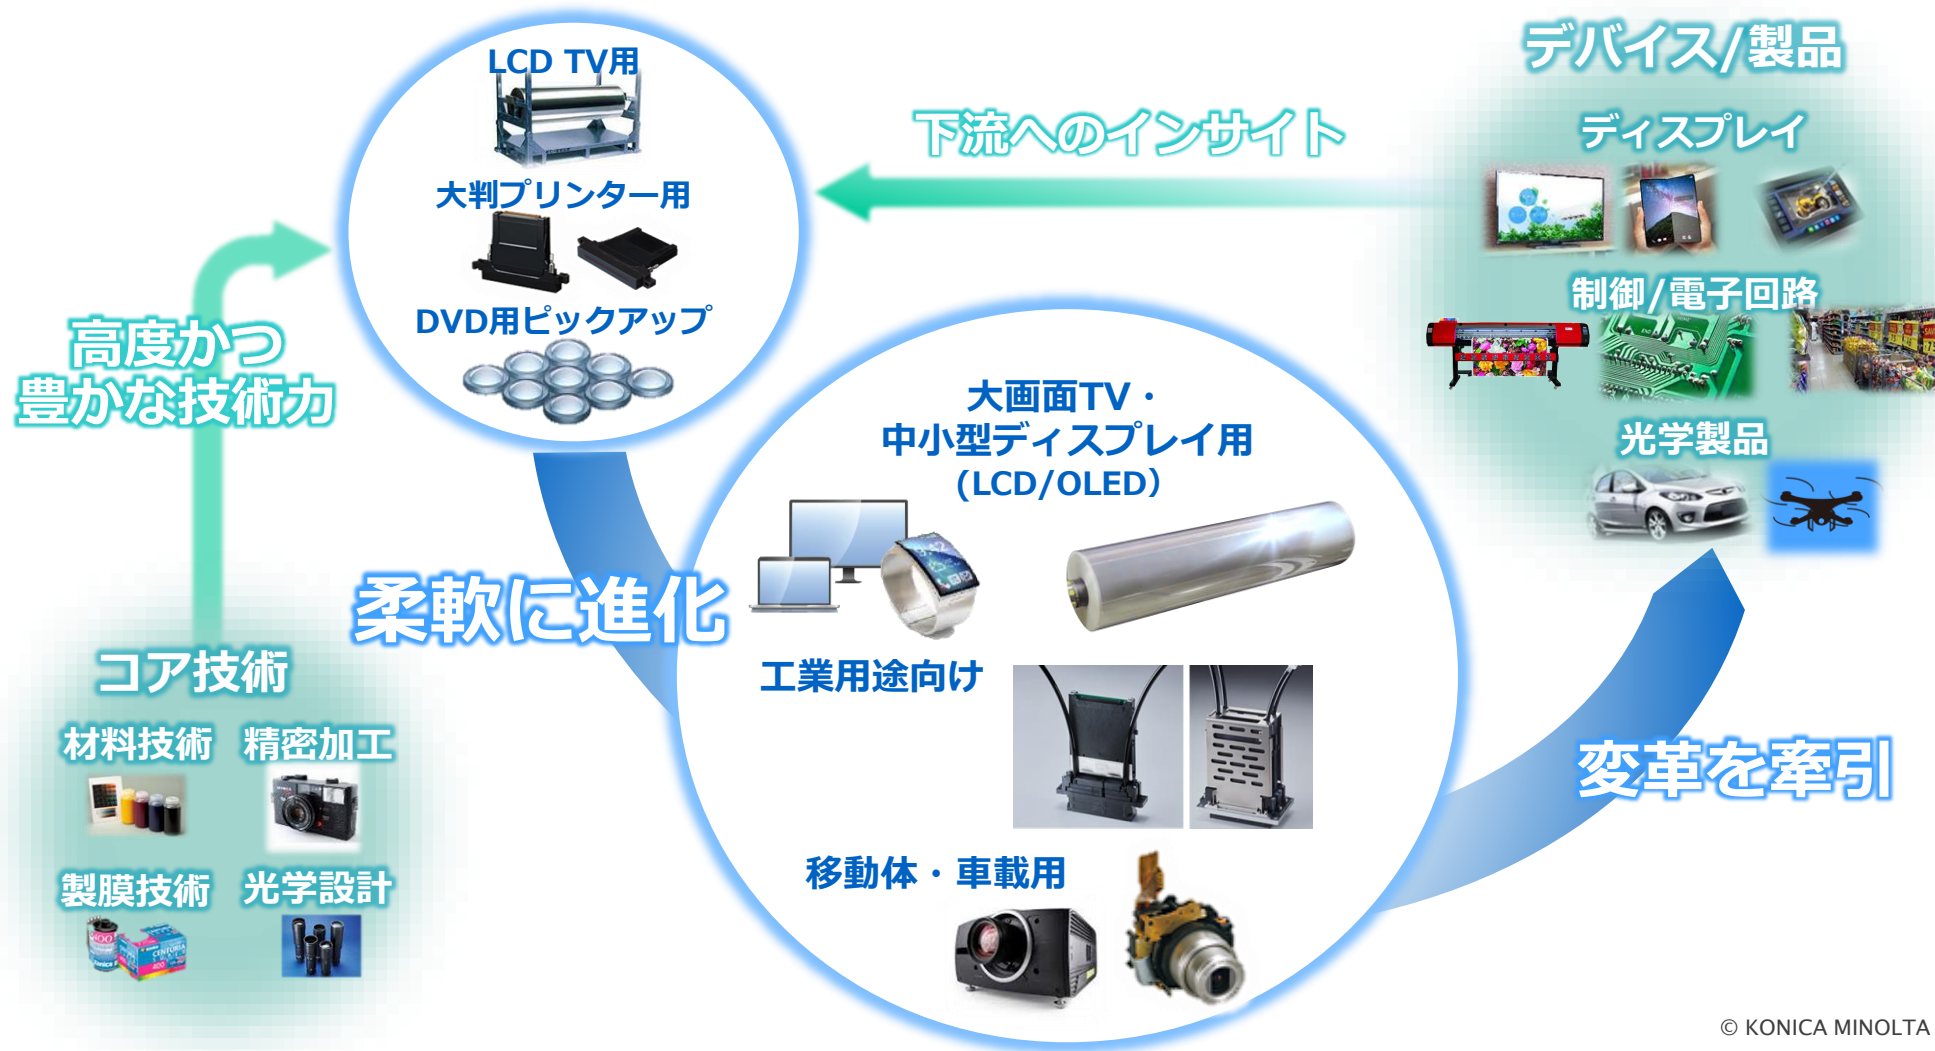 LCD TV用
大判プリンター用
DVD用ピックアップ
下流へのインサイト
デバイス/製品
ディスプレイ
制御/電子回路
光学製品
高度かつ
豊かな技術力
大画面TV・
中小型ディスプレイ用
(LCD/OLED）
柔軟に進化
工業用途向け
移動体・車載用
変革を牽引
コア技術
材料技術
精密加工
製膜技術
光学設計
CENTURIA
400
© KONICA MINOLTA